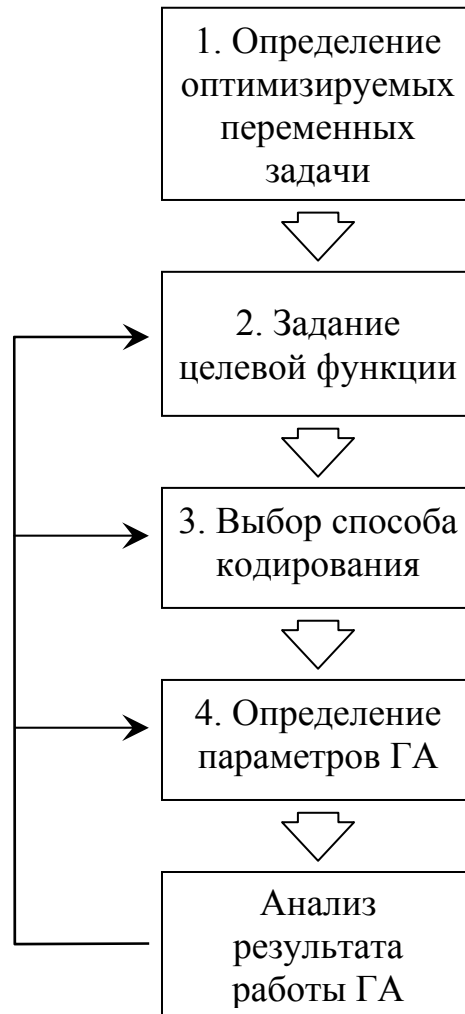 1. Определение
оптимизируемых
переменных
задачи
2. Задание
целевой функции
3. Выбор способа
кодирования
4. Определение
параметров ГА
Анализ
результата
работы ГА